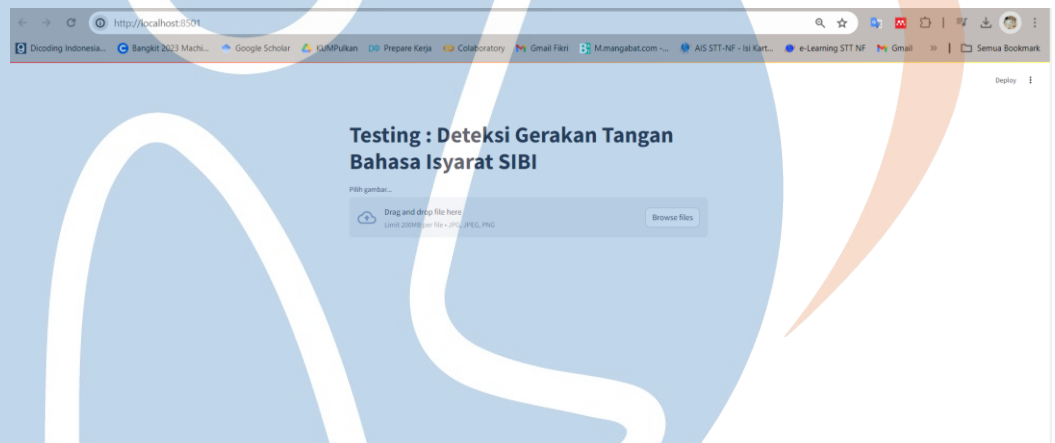 http://localhost:8501
Dicoding Indonesia... Bangkit 2023 Machi... Google Scholar KUMPulkan Prepare Kerja Colaboratory Gmail Fikri M.mangabat.com -... AIS STT-NF - Isi Kart... e-Learning STT NF Gmail » Semua Bookmark
Deploy
Testing : Deteksi Gerakan Tangan
Bahasa Isyarat SIBI
Pilih gambar...
Drag and drop file here
Limit 200MB per file • JPG, JPEG, PNG
Browse files